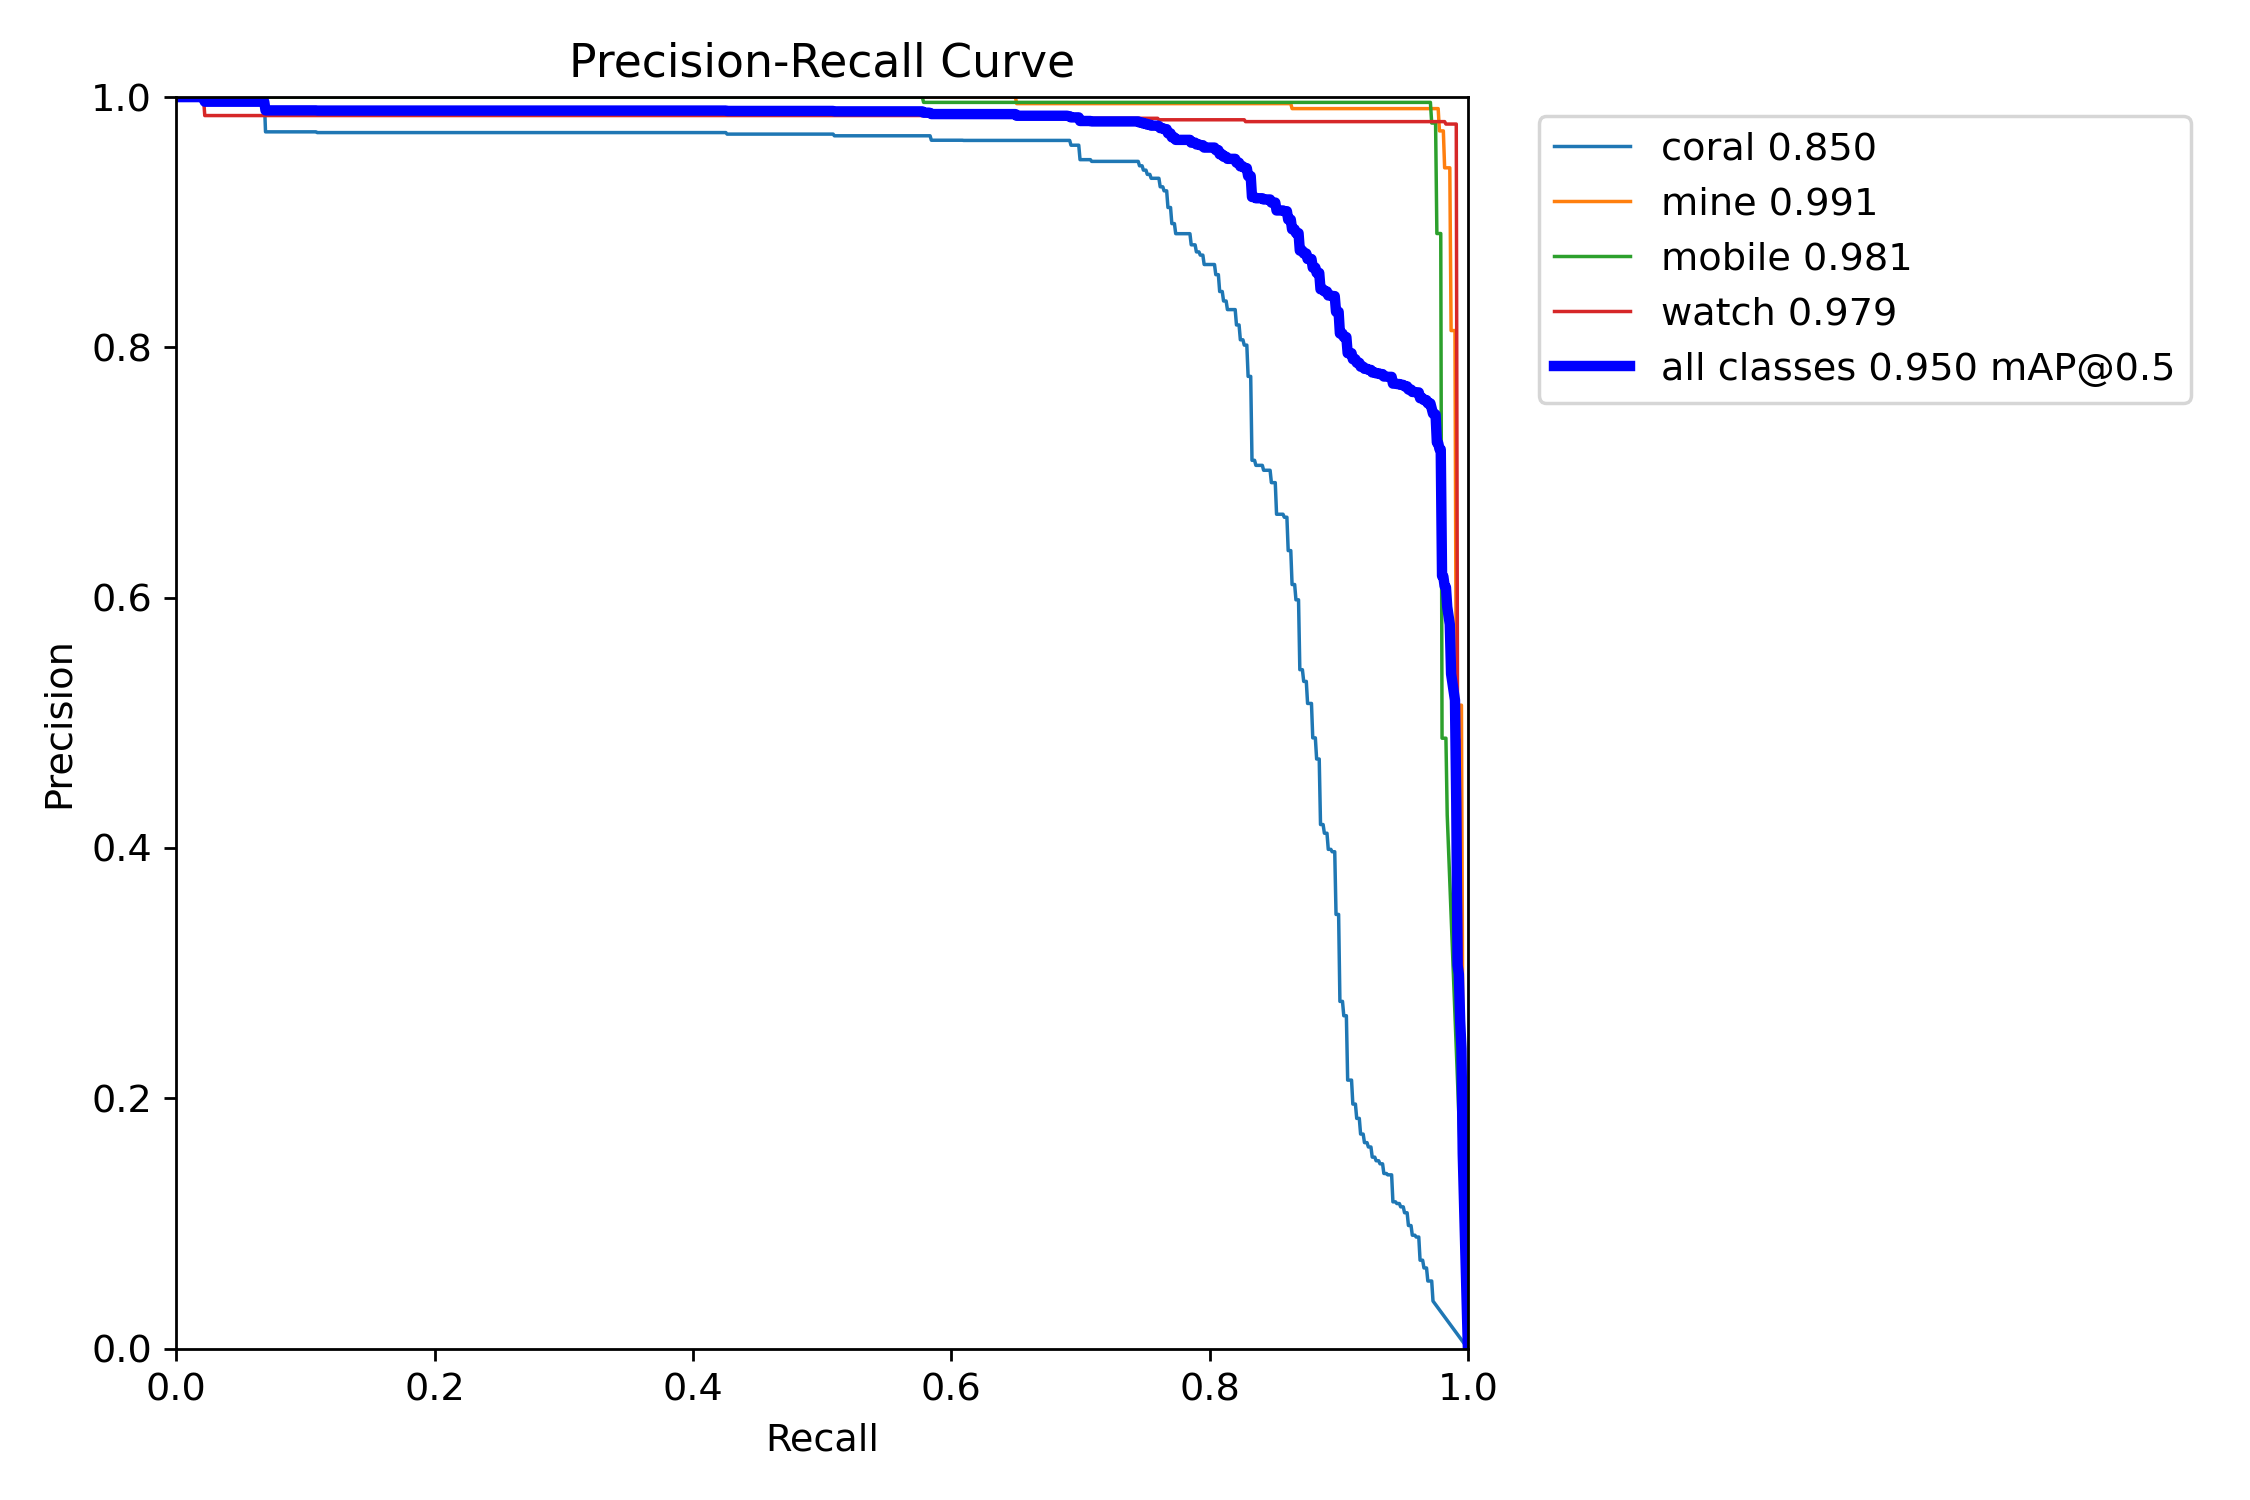 Precision-Recall Curve
1.0
0.8
0.6
0.4
0.2
0.0
Precision
0.0 0.2 0.4 0.6 0.8 1.0
Recall
coral 0.850
mine 0.991
mobile 0.981
watch 0.979
all classes 0.950 mAP@0.5